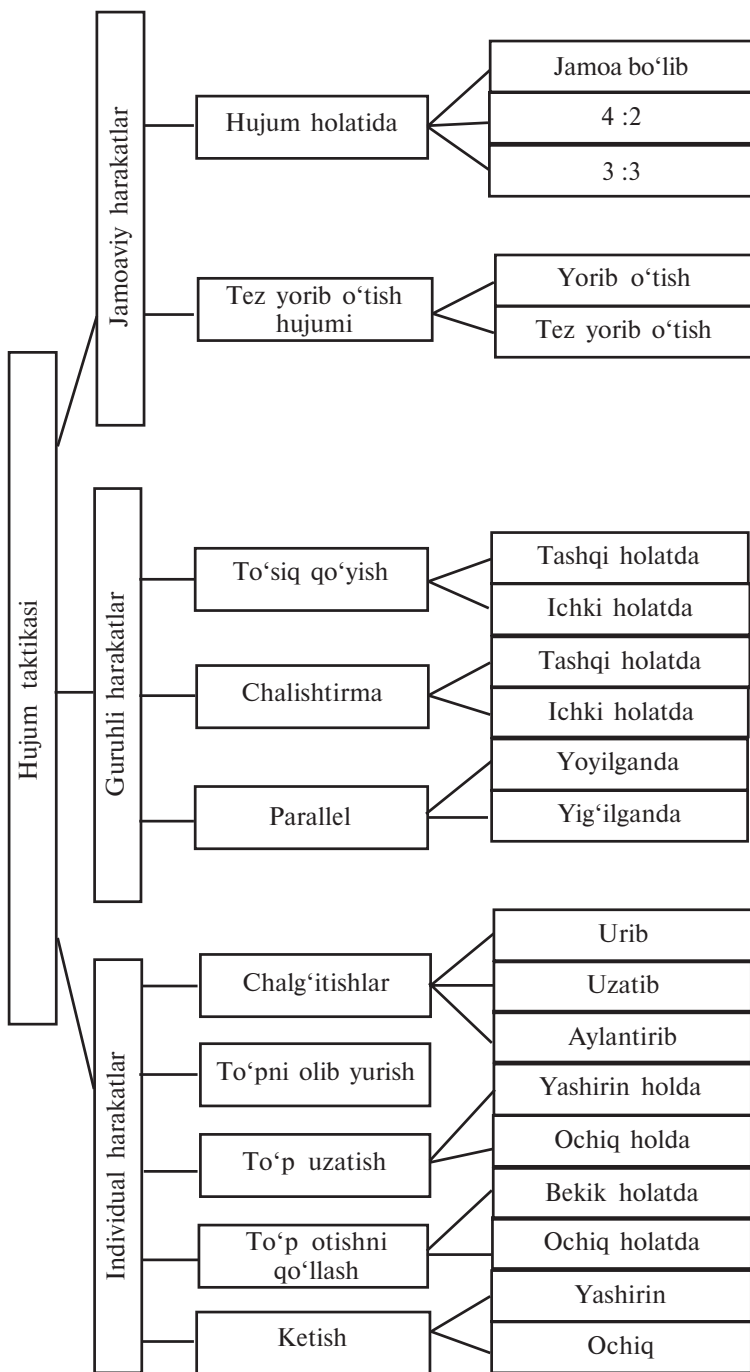 Hujum taktikasi
Jamoaviy harakatlar
Hujum holatida
Jamoa bo‘lib
4 :2
3 :3
Tez yorib o‘tish
hujumi
Yorib o‘tish
Tez yorib o‘tish
Guruhli harakatlar
To‘siq qo‘yish
Tashqi holatda
Ichki holatda
Chalishtirma
Tashqi holatda
Ichki holatda
Parallel
Yoyilganda
Yig‘ilganda
Individual harakatlar
Chalg‘itishlar
Urib
Uzatib
Aylantirib
To‘pni olib yurish
To‘p uzatish
Yashirin holda
Ochiq holda
To‘p otishni
qo‘llash
Bekik holatda
Ochiq holatda
Ketish
Yashirin
Ochiq